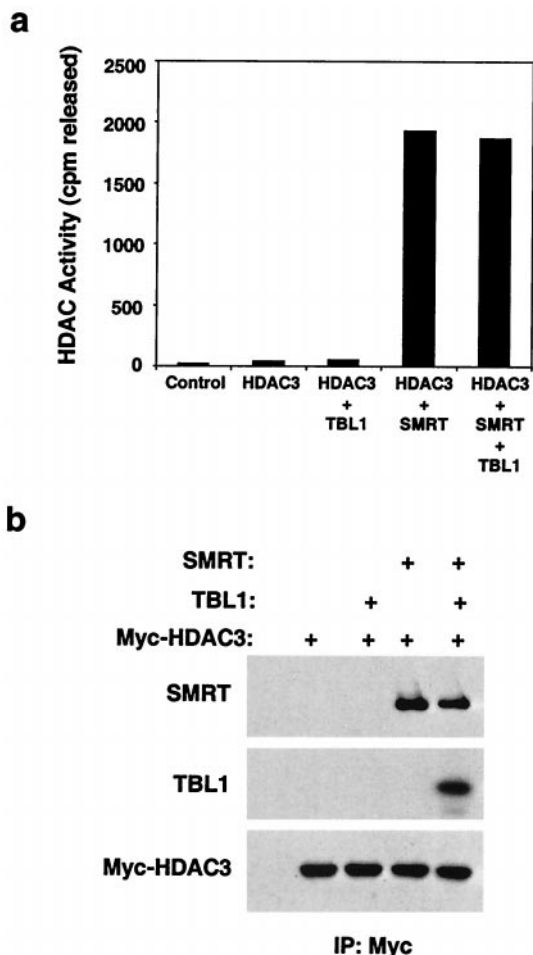 a
HDAC Activity (cpm released)
2500
2000
1500
1000
500
0
Control
HDAC3
HDAC3
+
TBL1
HDAC3
+
SMRT
HDAC3
+
SMRT
+
TBL1
b
SMRT: + +
TBL1: + +
Myc-HDAC3: + + + +
SMRT
TBL1
Myc-HDAC3
IP: Myc